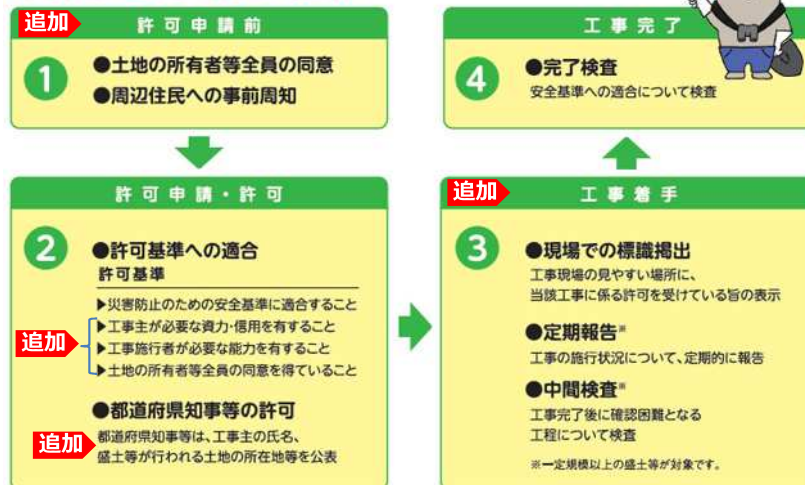 追加
許可申請前
1
●土地の所有者等全員の同意
●周辺住民への事前周知
許可申請・許可
2
●許可基準への適合
許可基準
▶災害防止のための安全基準に適合すること
▶工事主が必要な資力・信用を有すること
追加
▶工事施行者が必要な能力を有すること
▶土地の所有者等全員の同意を得ていること
●都道府県知事等の許可
追加
都道府県知事等は、工事主の氏名、
盛土等が行われる土地の所在地等を公表
追加
工事着手
3
●現場での標識掲出
工事現場の見やすい場所に、
当該工事に係る許可を受けている旨の表示
●定期報告※
工事の施行状況について、定期的に報告
●中間検査※
工事完了後に確認困難となる
工程について検査
※一定規模以上の盛土等が対象です。
工事完了
4
●完了検査
安全基準への適合について検査